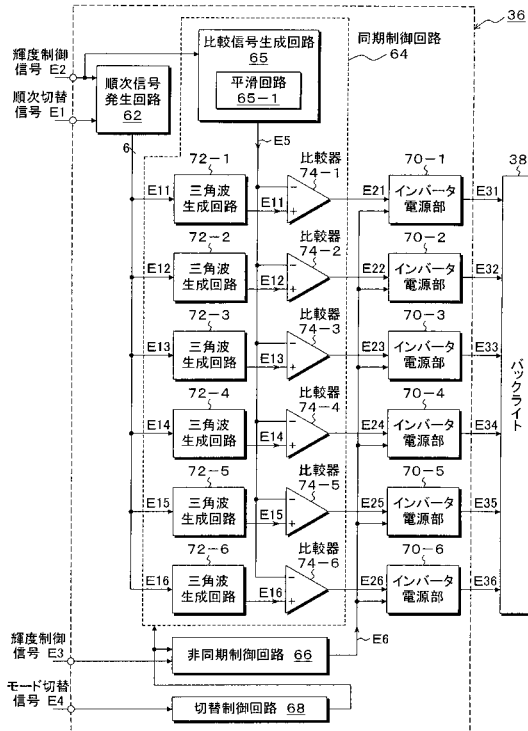 36
輝度制御
信号 E2
順次切替
信号 E1
順次信号
発生回路
62
6
比較信号生成回路
65
平滑回路
65-1
同期制御回路
64
E5
38
バックライト
72-1
E11
三角波
生成回路
E11
比較器
74-1
−
+
E21
70-1
インバータ
電源部
E31
72-2
E12
三角波
生成回路
E12
比較器
74-2
−
+
E22
70-2
インバータ
電源部
E32
72-3
E13
三角波
生成回路
E13
比較器
74-3
−
+
E23
70-3
インバータ
電源部
E33
72-4
E14
三角波
生成回路
E14
比較器
74-4
−
+
E24
70-4
インバータ
電源部
E34
72-5
E15
三角波
生成回路
E15
比較器
74-5
−
+
E25
70-5
インバータ
電源部
E35
72-6
E16
三角波
生成回路
E16
比較器
74-6
−
+
E26
70-6
インバータ
電源部
E36
輝度制御
信号 E3
非同期制御回路 66
E6
モード切替
信号 E4
切替制御回路 68